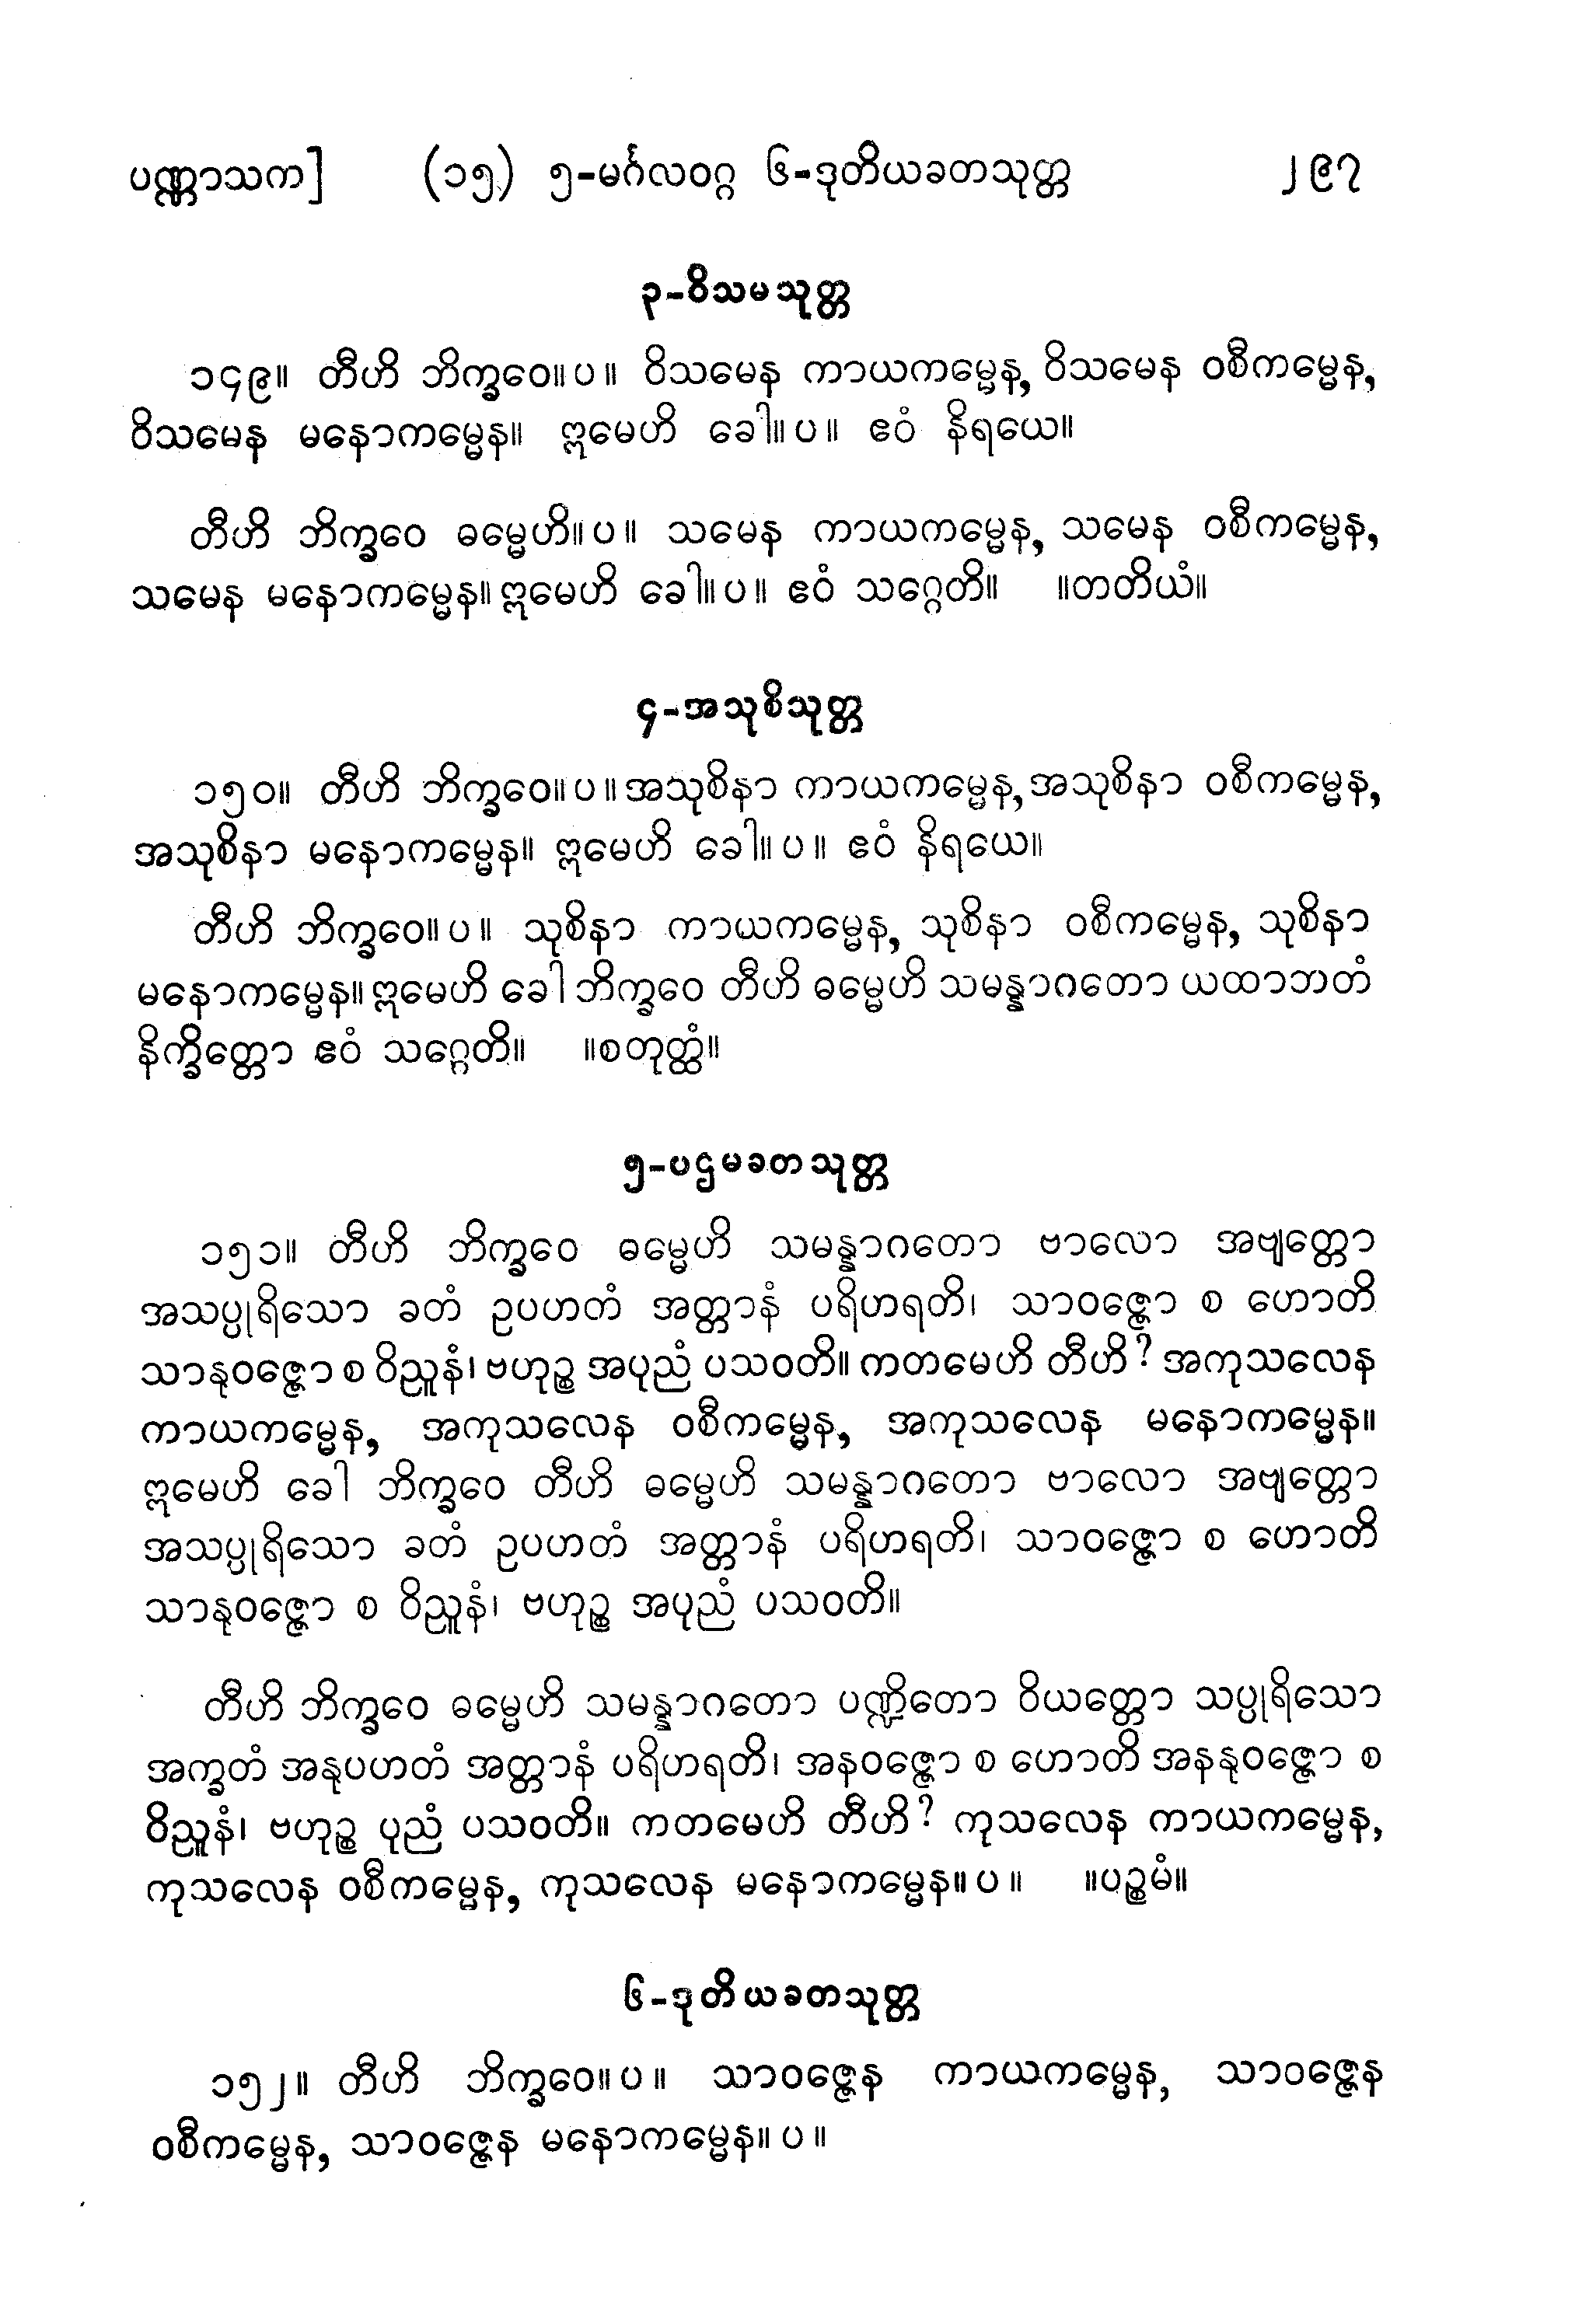 ပဏ္ဏာသက] (၁၅) ၅-မင်္ဂလဝဂ္ဂ ၆-ဒုတိယခတသုတ္တ ၂၉၇
၃-ဝိသမသုတ္တ
၁၄၉။ တီဟိ ဘိက္ခဝေ။ပ။ ဝိသမေန ကာယကမ္မေန, ဝိသမေန ဝစီကမ္မေန,
ဝိသမေန မနောကမ္မေန။ ဣမေဟိ ခေါ။ပ။ ဧဝံ နိရယေ။
တီဟိ ဘိက္ခဝေ ဓမ္မေဟိ။ပ။ သမေန ကာယကမ္မေန, သမေန ဝစီကမ္မေန,
သမေန မနောကမ္မေန။ ဣမေဟိ ခေါ။ပ။ ဧဝံ သဂ္ဂေတိ။ ။တတိယံ။
၄-အသုစိသုတ္တ
၁၅၀။ တီဟိ ဘိက္ခဝေ။ပ။ အသုစိနာ ကာယကမ္မေန, အသုစိနာ ဝစီကမ္မေန,
အသုစိနာ မနောကမ္မေန။ ဣမေဟိ ခေါ။ပ။ ဧဝံ နိရယေ။
တီဟိ ဘိက္ခဝေ။ပ။ သုစိနာ ကာယကမ္မေန, သုစိနာ ဝစီကမ္မေန, သုစိနာ
မနောကမ္မေန။ ဣမေဟိ ခေါ ဘိက္ခဝေ တီဟိ ဓမ္မေဟိ သမန္နာဂတော ယထာဘတံ
နိက္ခိတ္တော ဧဝံ သဂ္ဂေတိ။ ။စတုတ္ထံ။
၅-ပဌမခတသုတ္တ
၁၅၁။ တီဟိ ဘိက္ခဝေ ဓမ္မေဟိ သမန္နာဂတော ဗာလော အဗျတ္တော
အသပ္ပုရိသော ခတံ ဥပဟတံ အတ္တာနံ ပရိဟရတိ၊ သာဝဇ္ဇော စ ဟောတိ
သာနုဝဇ္ဇော စ ဝိညူနံ၊ ဗဟုဉ္စ အပုညံ ပသဝတိ။ ကတမေဟိ တီဟိ? အကုသလေန
ကာယကမ္မေန, အကုသလေန ဝစီကမ္မေန, အကုသလေန မနောကမ္မေန။
ဣမေဟိ ခေါ ဘိက္ခဝေ တီဟိ ဓမ္မေဟိ သမန္နာဂတော ဗာလော အဗျတ္တော
အသပ္ပုရိသော ခတံ ဥပဟတံ အတ္တာနံ ပရိဟရတိ၊ သာဝဇ္ဇော စ ဟောတိ
သာနုဝဇ္ဇော စ ဝိညူနံ၊ ဗဟုဉ္စ အပုညံ ပသဝတိ။
တီဟိ ဘိက္ခဝေ ဓမ္မေဟိ သမန္နာဂတော ပဏ္ဍိတော ဝိယတ္တော သပ္ပုရိသော
အက္ခတံ အနုပဟတံ အတ္တာနံ ပရိဟရတိ၊ အနဝဇ္ဇော စ ဟောတိ အနနုဝဇ္ဇော စ
ဝိညူနံ၊ ဗဟုဉ္စ ပုညံ ပသဝတိ။ ကတမေဟိ တီဟိ? ကုသလေန ကာယကမ္မေန,
ကုသလေန ဝစီကမ္မေန, ကုသလေန မနောကမ္မေန။ပ။ ။ပဉ္စမံ။
၆-ဒုတိယခတသုတ္တ
၁၅၂။ တီဟိ ဘိက္ခဝေ။ပ။ သာဝဇ္ဇေန ကာယကမ္မေန, သာဝဇ္ဇေန
ဝစီကမ္မေန, သာဝဇ္ဇေန မနောကမ္မေန။ပ။